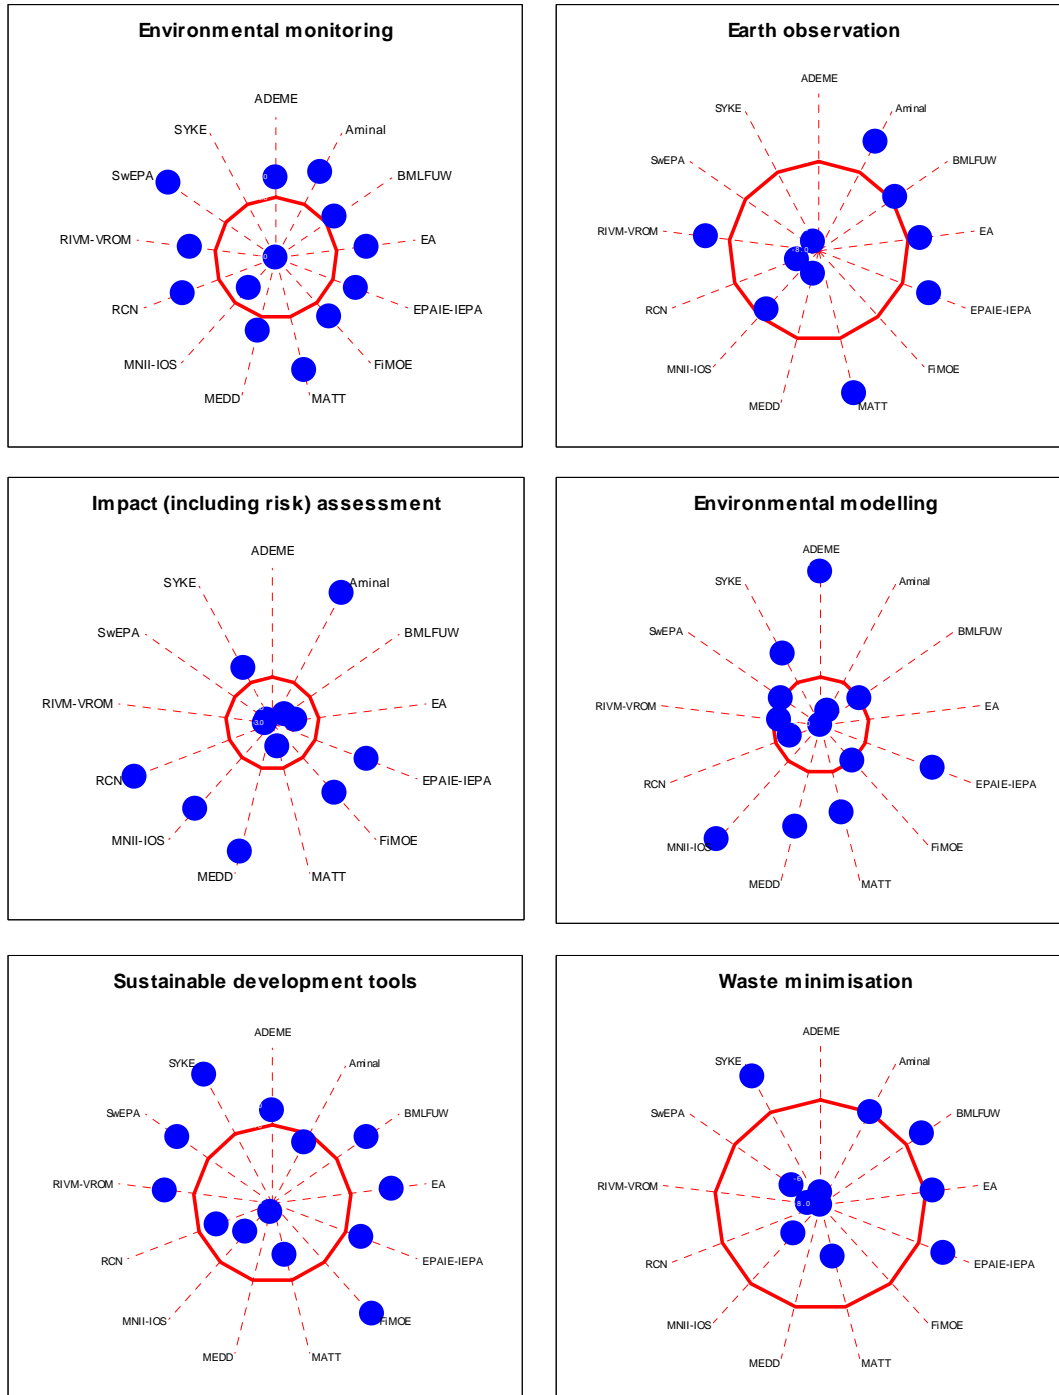 Environmental monitoring
ADEME
SYKE
Aminal
SwEPA
BMLFUW
RIVM-VROM
EA
RCN
EPAIE-IEPA
MNII-IOS
FiMOE
MEDD
MATT
Earth observation
ADEME
SYKE
Aminal
SwEPA
BMLFUW
RIVM-VROM
EA
-8.0
RCN
EPAIE-IEPA
MNII-IOS
FiMOE
MEDD
MATT
Impact (including risk) assessment
ADEME
SYKE
Aminal
SwEPA
BMLFUW
RIVM-VROM
EA
-3.0
RCN
EPAIE-IEPA
MNII-IOS
FiMOE
MEDD
MATT
Environmental modelling
ADEME
SYKE
Aminal
SwEPA
BMLFUW
RIVM-VROM
EA
RCN
EPAIE-IEPA
MNII-IOS
FiMOE
MEDD
MATT
Sustainable development tools
ADEME
SYKE
Aminal
SwEPA
BMLFUW
RIVM-VROM
EA
RCN
EPAIE-IEPA
MNII-IOS
FiMOE
MEDD
MATT
Waste minimisation
ADEME
SYKE
Aminal
SwEPA
BMLFUW
RIVM-VROM
EA
RCN
EPAIE-IEPA
MNII-IOS
FiMOE
MEDD
MATT